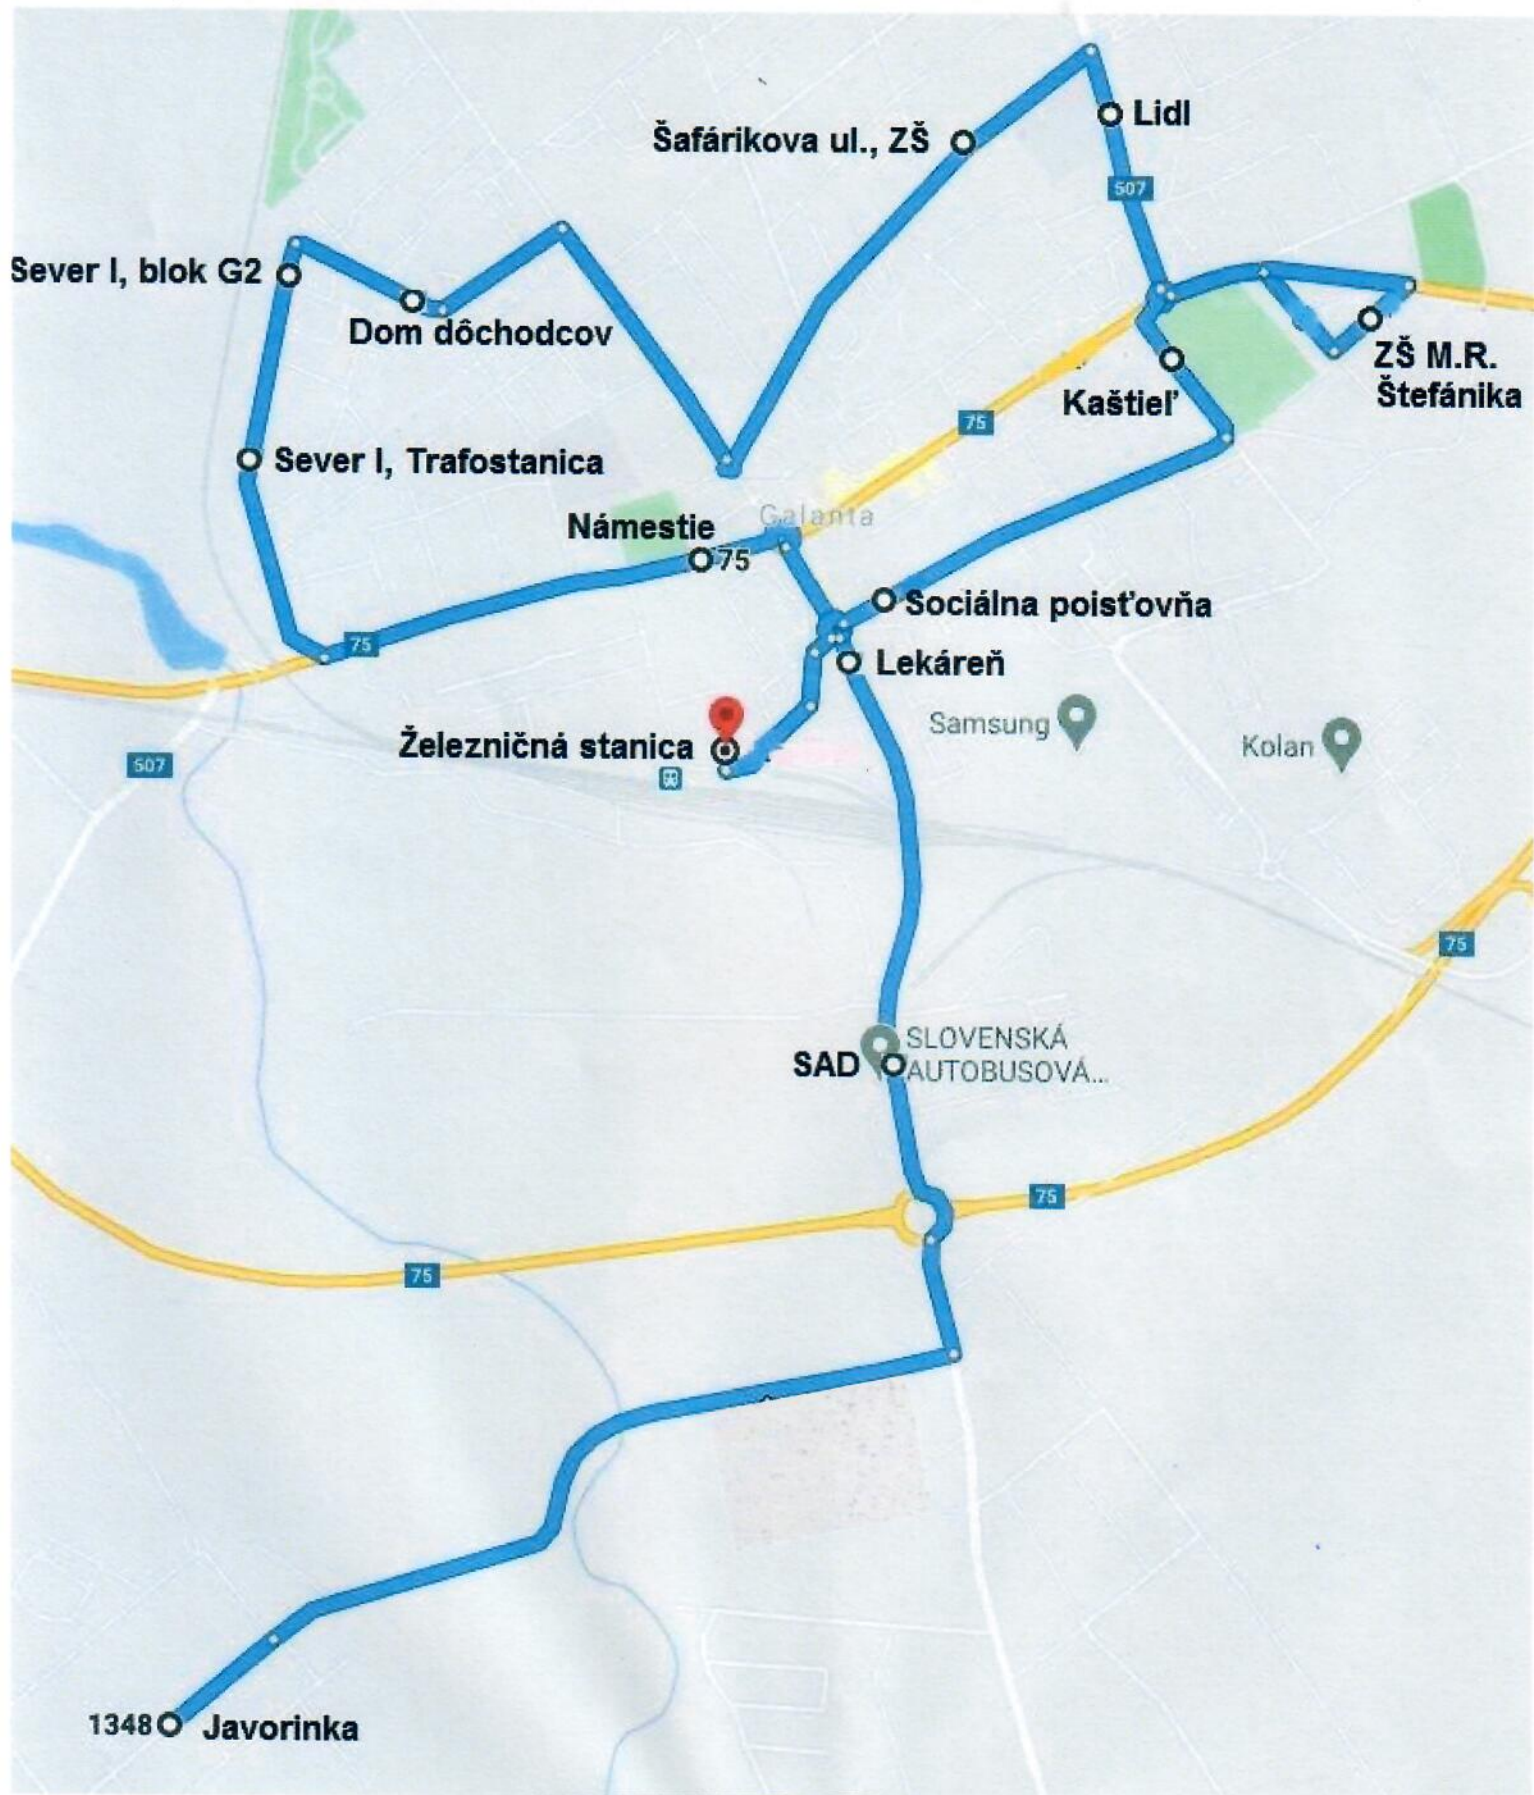 Lidl
Šafárikova ul., ZŠ
507
Sever I, blok G2
Dom dôchodcov
ZŠ M.R.
Štefánika
Kaštieľ
75
Sever I, Trafostanica
Galanta
Námestie
75
Sociálna poisťovňa
75
Lekáreň
Samsung
Železničná stanica
Kolan
507
75
SLOVENSKÁ
SAD
AUTOBUSOVÁ...
75
75
1348 Javorinka